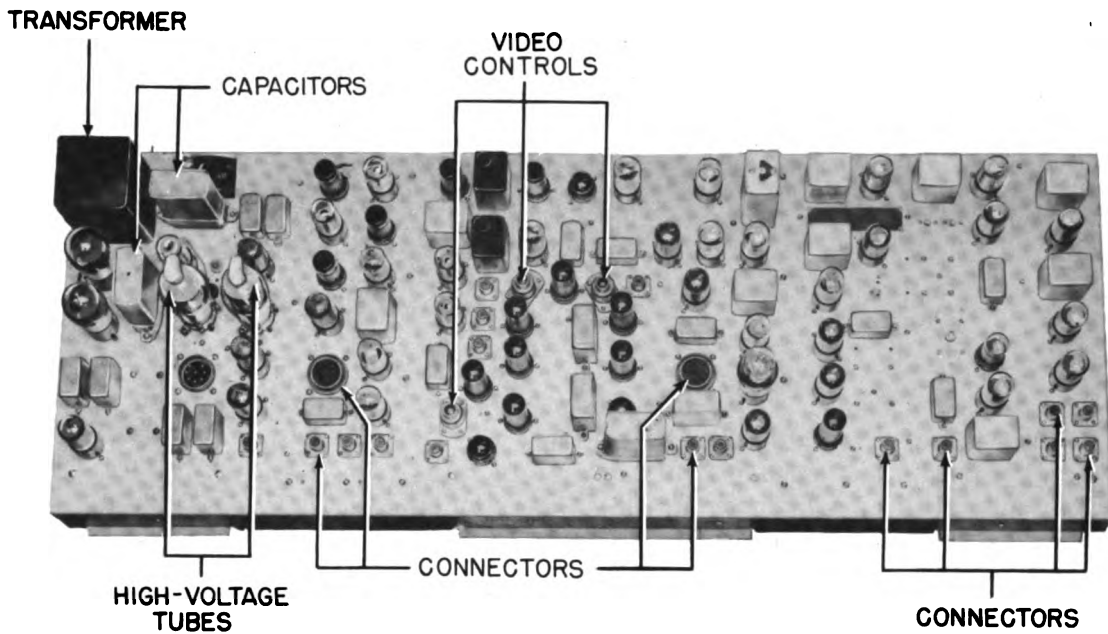 TRANSFORMER
VIDEO
CONTROLS
CAPACITORS
CONNECTORS
HIGH-VOLTAGE
TUBES
CONNECTORS